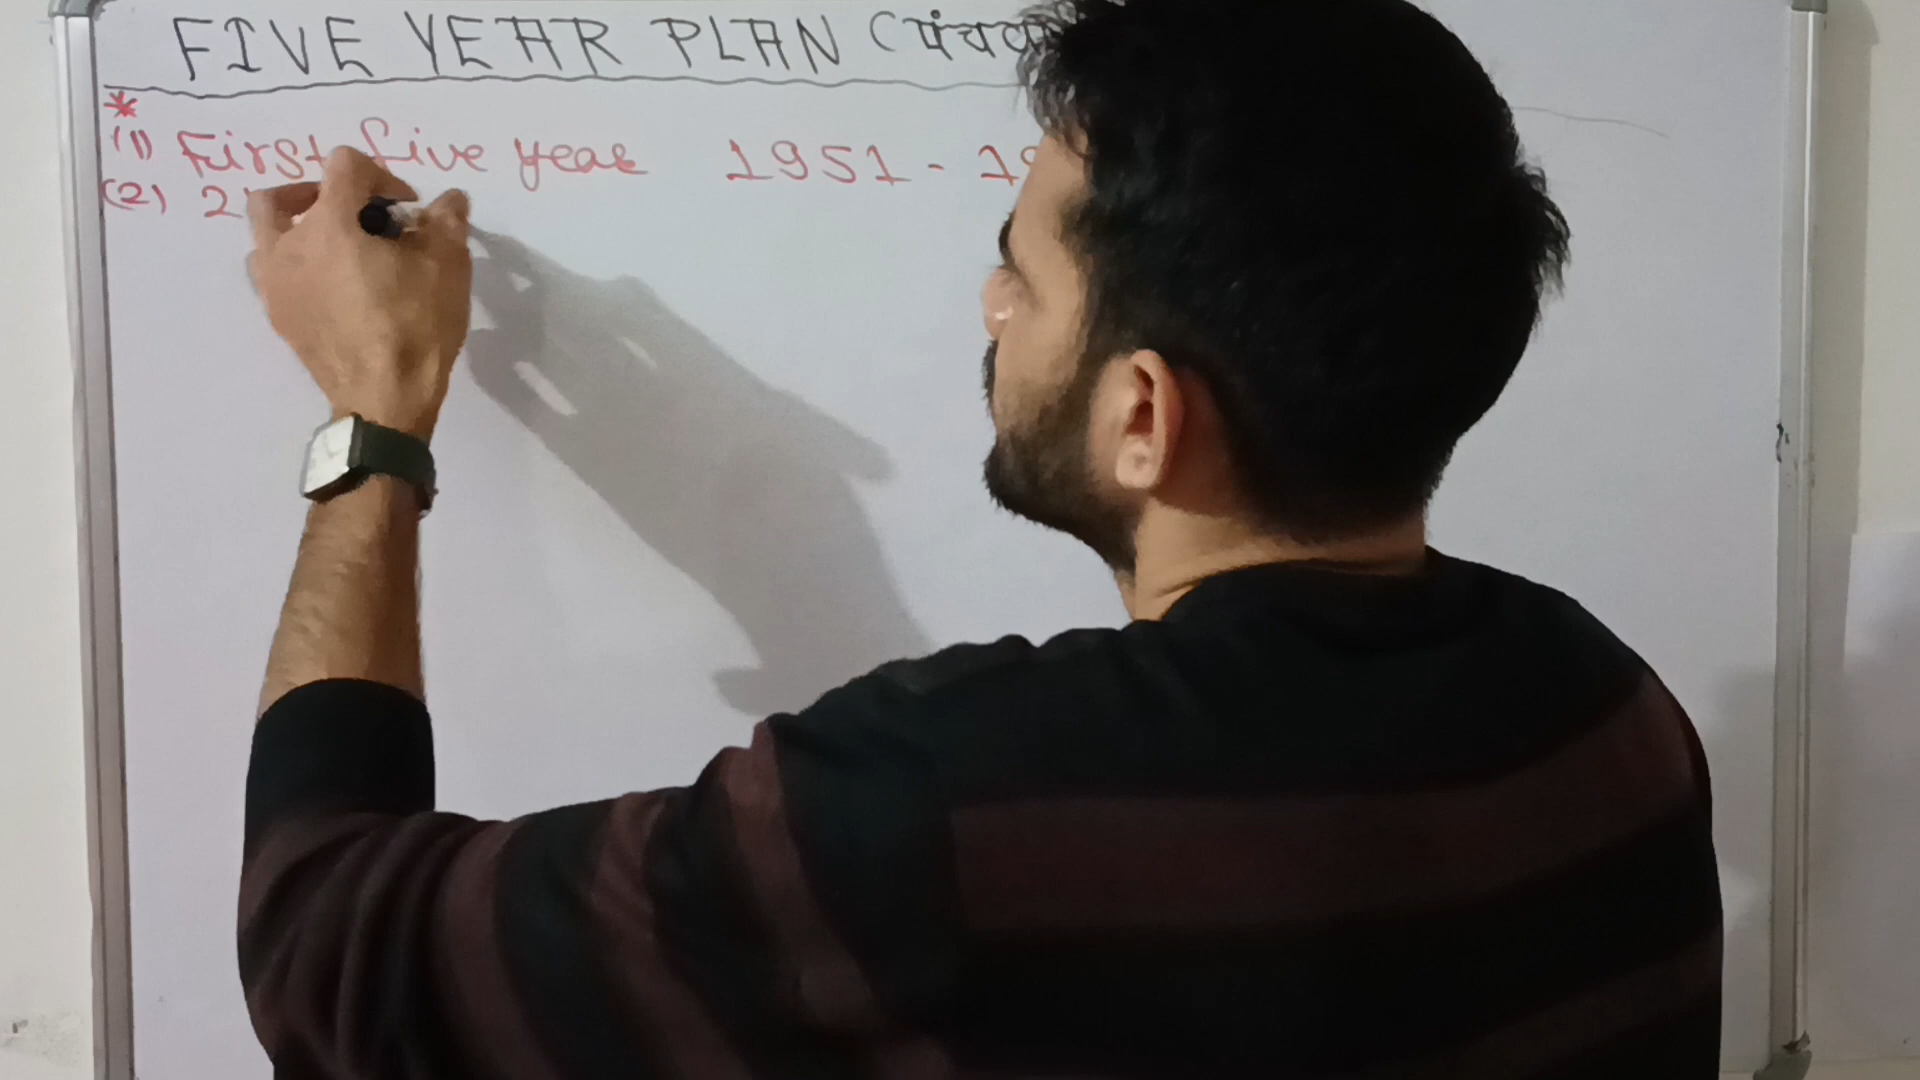 FIVE YEAR PLAN (पंचव
*
(1) First five year 1951 - 19
(2) 2